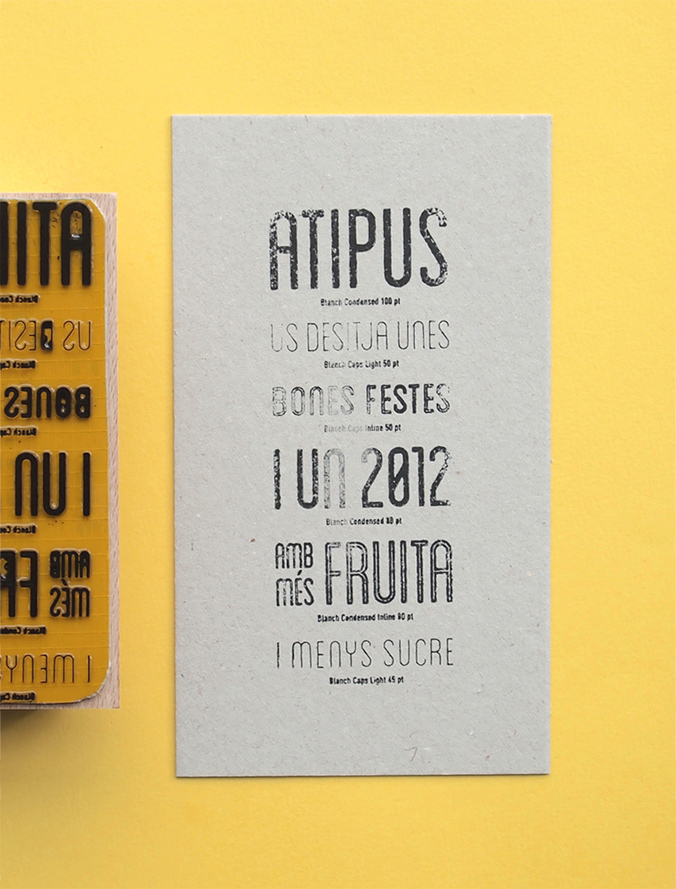 ATIPUS
Blanch Condensed 100 pt
US DESITJA UNES
Blanch Caps Light 50 pt
BONES FESTES
Blanch Caps Inline 50 pt
I UN 2012
Blanch Condensed 80 pt
AMB MÉS FRUITA
Blanch Condensed Inline 80 pt
I MENYS SUCRE
Blanch Caps Light 45 pt